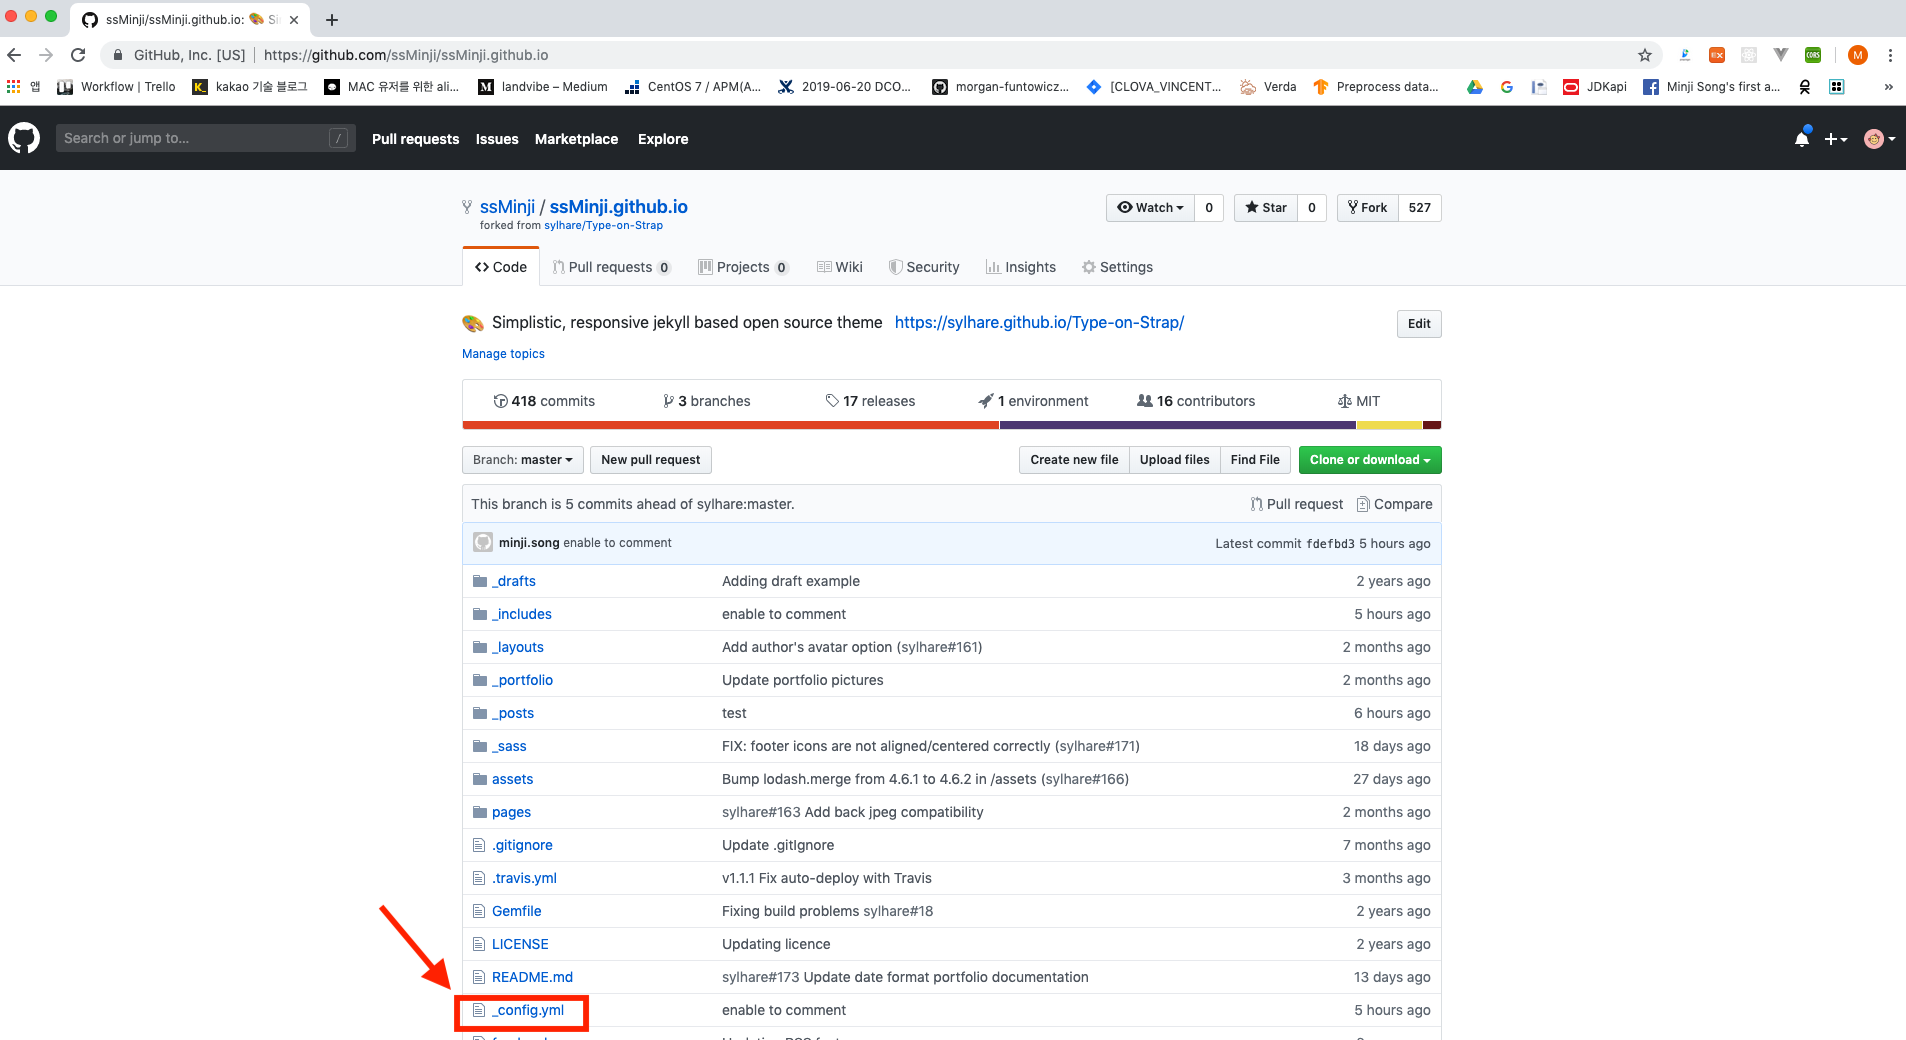 ssMinji/ssMinji.github.io: 🎨 Si
GitHub, Inc. [US] | https://github.com/ssMinji/ssMinji.github.io
앱 Workflow | Trello kakao 기술 블로그 MAC 유저를 위한 ali... landvibe – Medium CentOS 7 / APM(A... 2019-06-20 DCO... morgan-funtowicz... [CLOVA_VINCENT... Verda Preprocess data... JDKapi Minji Song's first a... »
Search or jump to... / Pull requests Issues Marketplace Explore
ssMinji / ssMinji.github.io Watch 0 Star 0 Fork 527
forked from sylhare/Type-on-Strap
Code Pull requests 0 Projects 0 Wiki Security Insights Settings
🎨 Simplistic, responsive jekyll based open source theme https://sylhare.github.io/Type-on-Strap/ Edit
Manage topics
418 commits 3 branches 17 releases 1 environment 16 contributors MIT
Branch: master New pull request Create new file Upload files Find File Clone or download
This branch is 5 commits ahead of sylhare:master. Pull request Compare
minji.song enable to comment Latest commit fdefbd3 5 hours ago
_drafts Adding draft example 2 years ago
_includes enable to comment 5 hours ago
_layouts Add author's avatar option (sylhare#161) 2 months ago
_portfolio Update portfolio pictures 2 months ago
_posts test 6 hours ago
_sass FIX: footer icons are not aligned/centered correctly (sylhare#171) 18 days ago
assets Bump lodash.merge from 4.6.1 to 4.6.2 in /assets (sylhare#166) 27 days ago
pages sylhare#163 Add back jpeg compatibility 2 months ago
.gitignore Update .gitIgnore 7 months ago
.travis.yml v1.1.1 Fix auto-deploy with Travis 3 months ago
Gemfile Fixing build problems sylhare#18 2 years ago
LICENSE Updating licence 2 years ago
README.md sylhare#173 Update date format portfolio documentation 13 days ago
_config.yml enable to comment 5 hours ago